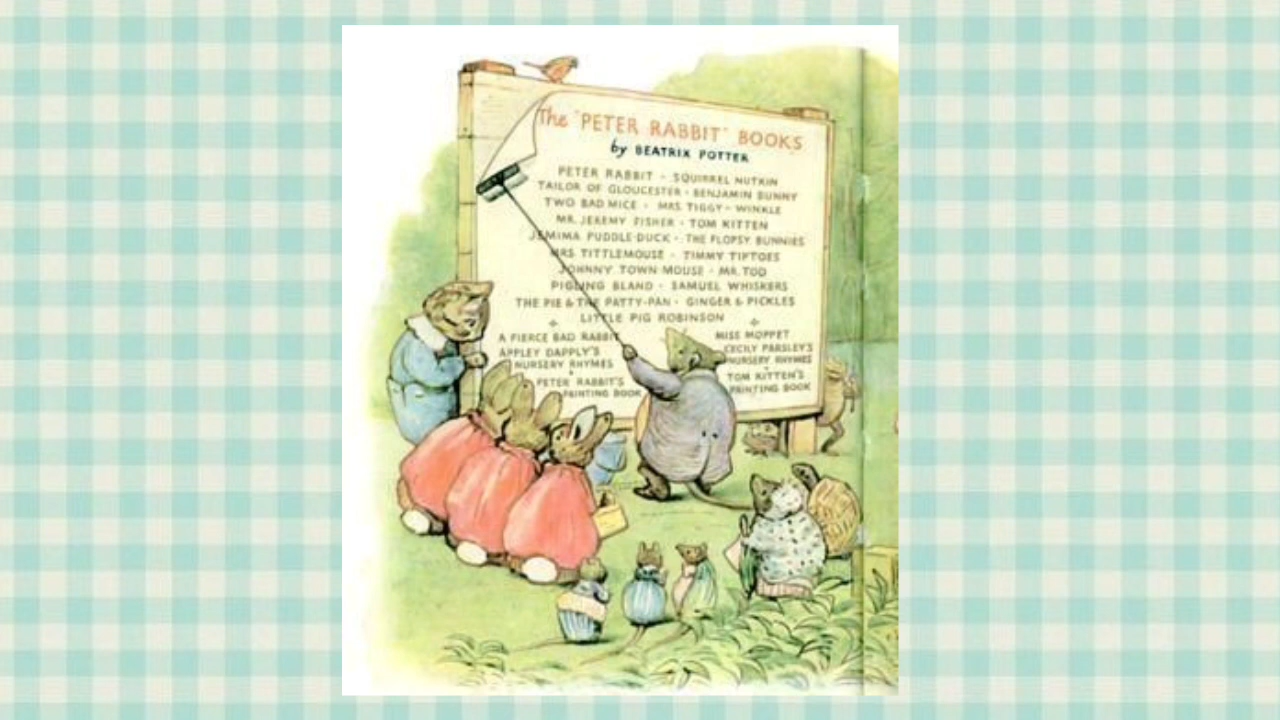 The "PETER RABBIT" BOOKS
by BEATRIX POTTER
PETER RABBIT · SQUIRREL NUTKIN
TAILOR OF GLOUCESTER · BENJAMIN BUNNY
TWO BAD MICE · MRS. TIGGY-WINKLE
MR. JEREMY FISHER · TOM KITTEN
JEMIMA PUDDLE-DUCK · THE FLOPSY BUNNIES
MRS TITTLEMOUSE · TIMMY TIPTOES
JOHNNY TOWN-MOUSE · MR. TOD
PIGLING BLAND · SAMUEL WHISKERS
THE PIE & THE PATTY-PAN · GINGER & PICKLES
LITTLE PIG ROBINSON
A FIERCE BAD RABBIT
APPLEY DAPPLY'S
NURSERY RHYMES
PETER RABBIT'S
PAINTING BOOK
MISS MOPPET
CECILY PARSLEY'S
NURSERY RHYMES
TOM KITTEN'S
PAINTING BOOK